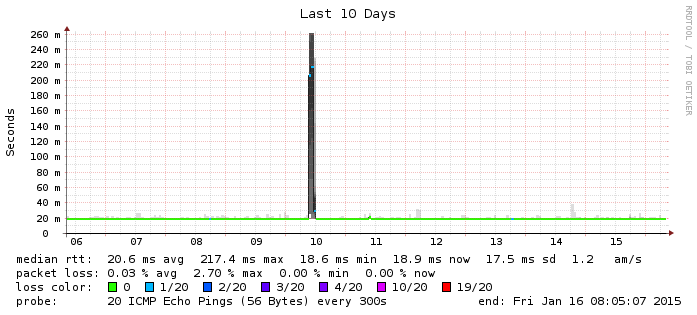 Last 10 Days
RRDTOOL / TOBI OETIKER
Seconds
260 m
240 m
220 m
200 m
180 m
160 m
140 m
120 m
100 m
80 m
60 m
40 m
20 m
0
06 07 08 09 10 11 12 13 14 15
median rtt: 20.6 ms avg 217.4 ms max 18.6 ms min 18.9 ms now 17.5 ms sd 1.2 am/s
packet loss: 0.03 % avg 2.70 % max 0.00 % min 0.00 % now
loss color: 0 1/20 2/20 3/20 4/20 10/20 19/20
probe: 20 ICMP Echo Pings (56 Bytes) every 300s end: Fri Jan 16 08:05:07 2015